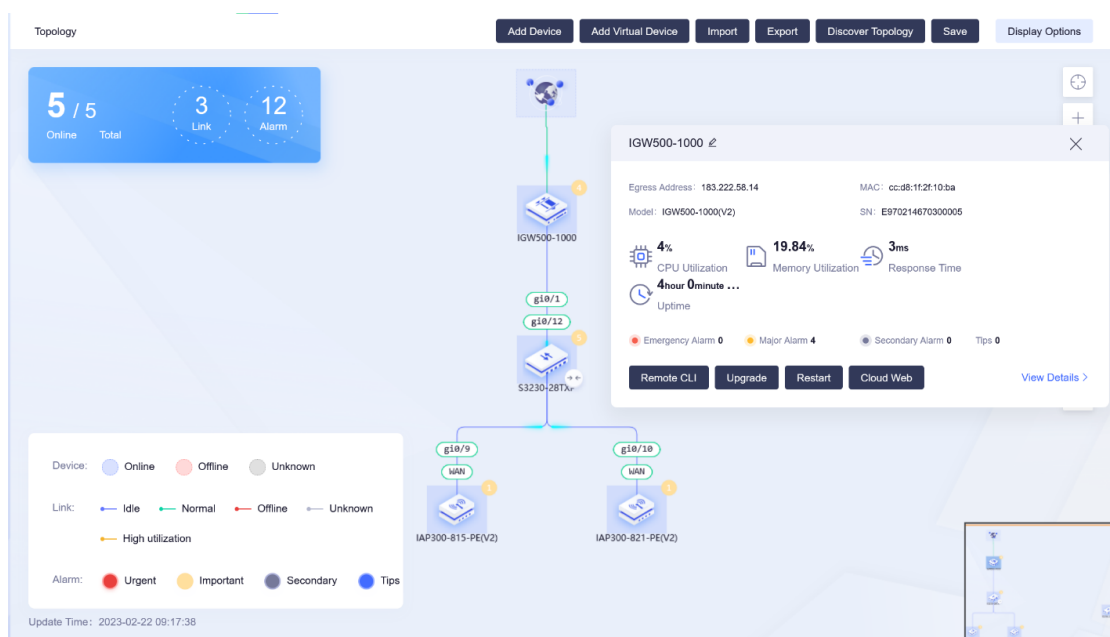 Topology
Add Device Add Virtual Device Import Export Discover Topology Save Display Options
5 / 5
Online Total
3
Link
12
Alarm
4
IGW500-1000
gi0/1
gi0/12
5
gi0/9
WAN
1
IAP300-815-PE(V2)
gi0/10
WAN
1
IAP300-821-PE(V2)
IGW500-1000
Egress Address: 183.222.58.14 MAC: cc:d8:1f:2f:10:ba
Model: IGW500-1000(V2) SN: E970214670300005
4% CPU Utilization
19.84% Memory Utilization
3ms Response Time
4hour 0minute ...
Uptime
Emergency Alarm 0 Major Alarm 4 Secondary Alarm 0 Tips 0
Remote CLI Upgrade Restart Cloud Web View Details >
Device: Online Offline Unknown
Link: Idle Normal Offline Unknown
High utilization
Alarm: Urgent Important Secondary Tips
Update Time: 2023-02-22 09:17:38